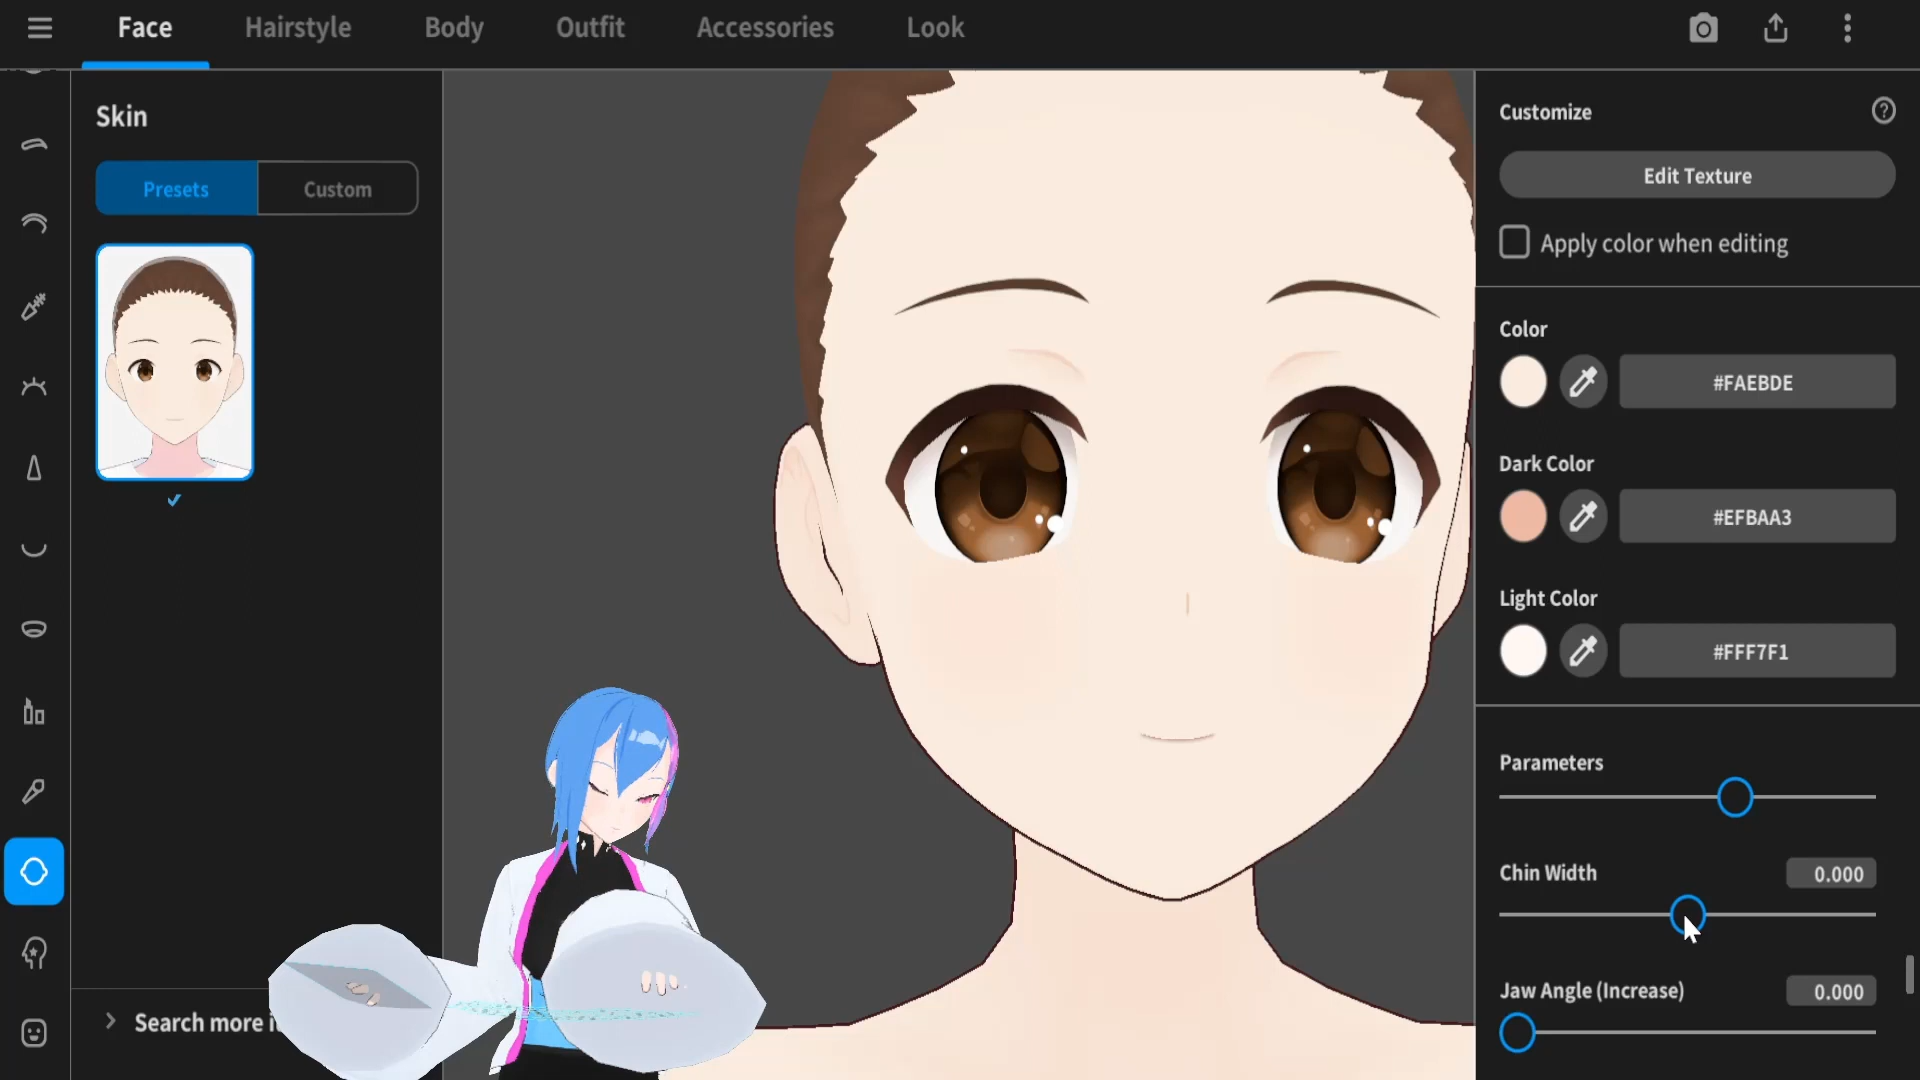 Face
Hairstyle
Body
Outfit
Accessories
Look
Skin
Presets
Custom
Search more i
Customize
Edit Texture
Apply color when editing
Color
#FAEBDE
Dark Color
#EFBAA3
Light Color
#FFF7F1
Parameters
Chin Width
0.000
Jaw Angle (Increase)
0.000